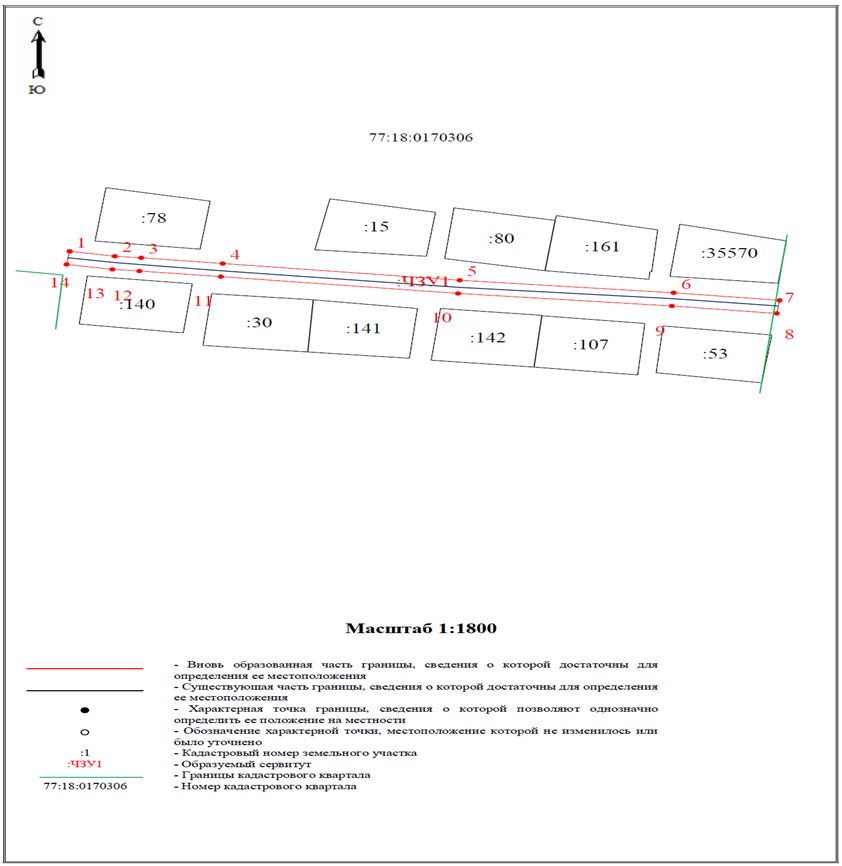 С
Ю
77:18:0170306
:78
:15
:80
:161
:35570
1
2
3
4
5
6
7
:ЧЗУ1
14
13
12
:140
11
:30
:141
10
:142
:107
9
:53
8
Масштаб 1:1800
- Вновь образованная часть границы, сведения о которой достаточны для
определения ее местоположения
- Существующая часть границы, сведения о которой достаточны для определения
ее местоположения
- Характерная точка границы, сведения о которой позволяют однозначно
определить ее положение на местности
- Обозначение характерной точки, местоположение которой не изменилось или
было уточнено
:1 - Кадастровый номер земельного участка
:ЧЗУ1 - Образуемый сервитут
- Границы кадастрового квартала
77:18:0170306 - Номер кадастрового квартала